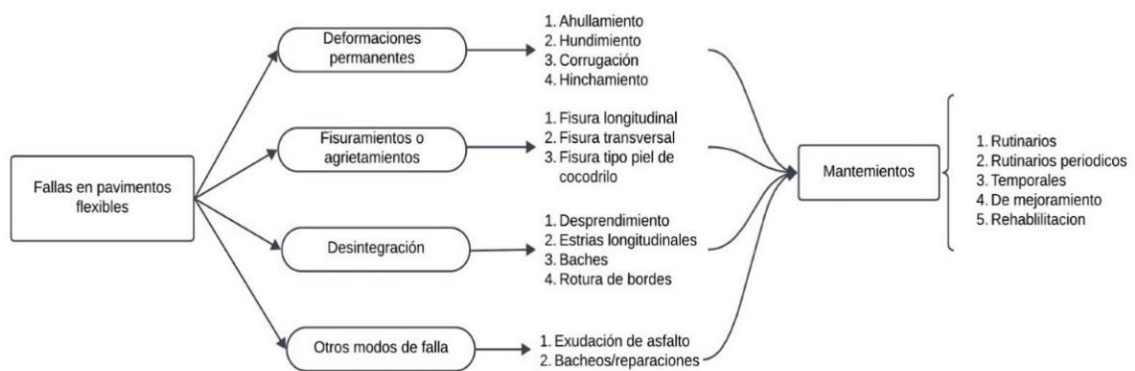 Fallas en pavimentos
flexibles
Deformaciones
permanentes
1. Ahullamiento
2. Hundimiento
3. Corrugación
4. Hinchamiento
Fisuramientos o
agrietamientos
1. Fisura longitudinal
2. Fisura transversal
3. Fisura tipo piel de
cocodrilo
Desintegración
1. Desprendimiento
2. Estrias longitudinales
3. Baches
4. Rotura de bordes
Otros modos de falla
1. Exudación de asfalto
2. Bacheos/reparaciones
Mantemientos
1. Rutinarios
2. Rutinarios periodicos
3. Temporales
4. De mejoramiento
5. Rehablilitacion